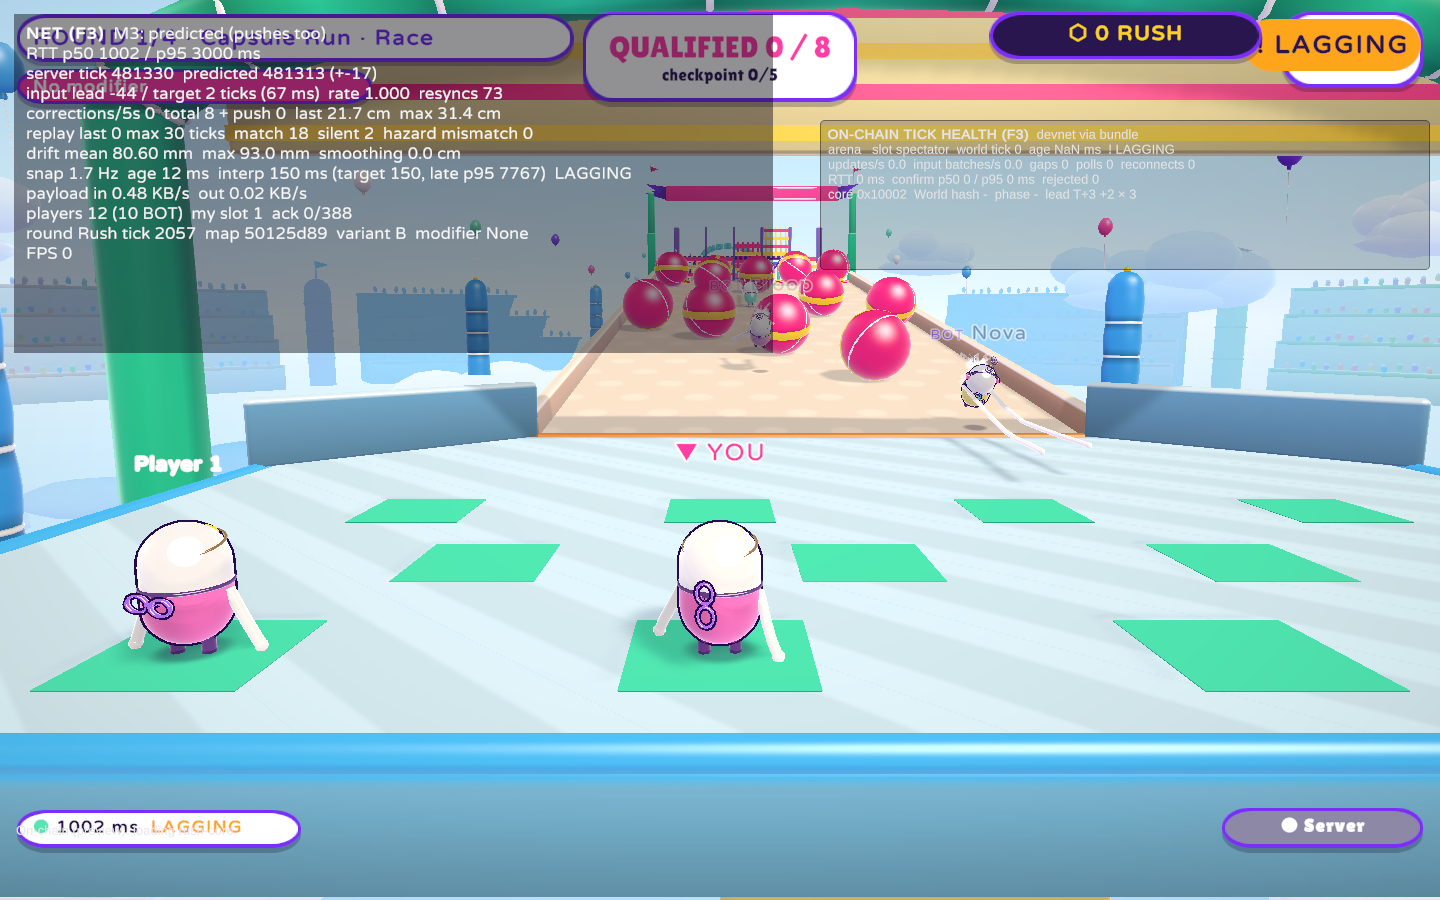 NET (F3) M3: predicted (pushes too)
RTT p50 1002 / p95 3000 ms
server tick 481330 predicted 481313 (+-17)
input lead -44 / target 2 ticks (67 ms) rate 1.000 resyncs 73
corrections/5s 0 total 8 + push 0 last 21.7 cm max 31.4 cm
replay last 0 max 30 ticks match 18 silent 2 hazard mismatch 0
drift mean 80.60 mm max 93.0 mm smoothing 0.0 cm
snap 1.7 Hz age 12 ms interp 150 ms (target 150, late p95 7767) LAGGING
payload in 0.48 KB/s out 0.02 KB/s
players 12 (10 BOT) my slot 1 ack 0/388
round Rush tick 2057 map 50125d89 variant B modifier None
FPS 0
ROUND 1/4 · Capsule Run · Race
No modifier
QUALIFIED 0 / 8
checkpoint 0/5
0 RUSH
! LAGGING
ON-CHAIN TICK HEALTH (F3) devnet via bundle
arena slot spectator world tick 0 age NaN ms ! LAGGING
updates/s 0.0 input batches/s 0.0 gaps 0 polls 0 reconnects 0
RTT 0 ms confirm p50 0 / p95 0 ms rejected 0
core 0x10002 World hash - phase - lead T+3 +2 × 3
BOT Nova
YOU
Player 1
1002 ms LAGGING
Server